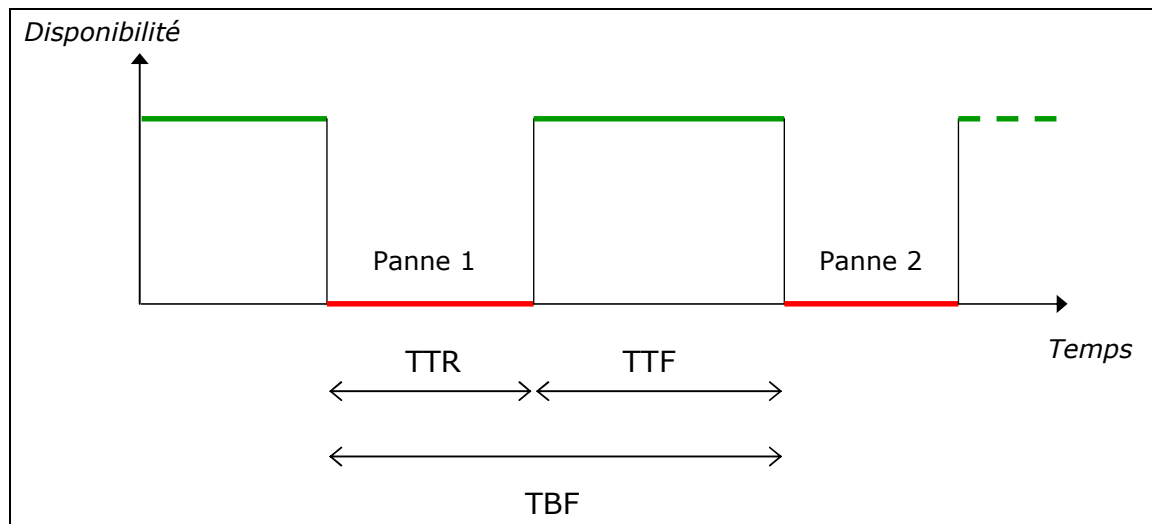 Disponibilité
Panne 1
Panne 2
Temps
TTR
TTF
TBF